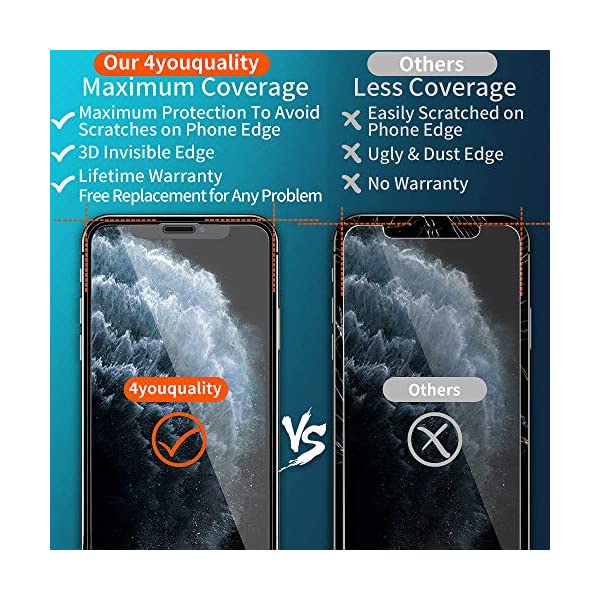 Our 4youquality
Maximum Coverage
Maximum Protection To Avoid
Scratches on Phone Edge
3D Invisible Edge
Lifetime Warranty
Free Replacement for Any Problem
Others
Less Coverage
Easily Scratched on
Phone Edge
Ugly & Dust Edge
No Warranty
4youquality
VS
Others